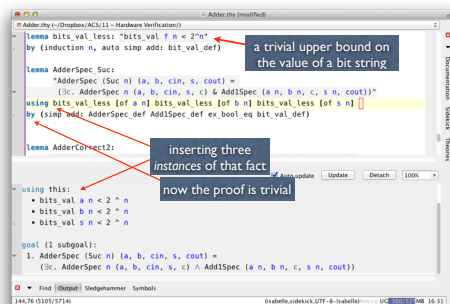 Adder.thy (modified)
Adder.thy (~/Dropbox/ACS/11 – Hardware Verification/)
lemma bits_val_less: "bits_val f n < 2^n"
by (induction n, auto simp add: bit_val_def)
a trivial upper bound on
the value of a bit string
lemma AdderSpec_Suc:
"AdderSpec (Suc n) (a, b, cin, s, cout) =
(∃c. AdderSpec n (a, b, cin, s, c) & Add1Spec (a n, b n, c, s n, cout))"
using bits_val_less [of a n] bits_val_less [of b n] bits_val_less [of s n]
by (simp add: AdderSpec_def Add1Spec_def ex_bool_eq bit_val_def)
lemma AdderCorrect2:
inserting three
instances of that fact
now the proof is trivial
Documentation
Sidekick
Theories
Auto update
Update
Detach
100%
using this:
• bits_val a n < 2 ^ n
• bits_val b n < 2 ^ n
• bits_val s n < 2 ^ n
goal (1 subgoal):
1. AdderSpec (Suc n) (a, b, cin, s, cout) =
(∃c. AdderSpec n (a, b, cin, s, c) ∧ Add1Spec (a n, b n, c, s n, cout))
Find Output Sledgehammer Symbols
144,76 (5105/5714)
(isabelle,sidekick,UTF-8-Isabelle)
MB 16:31